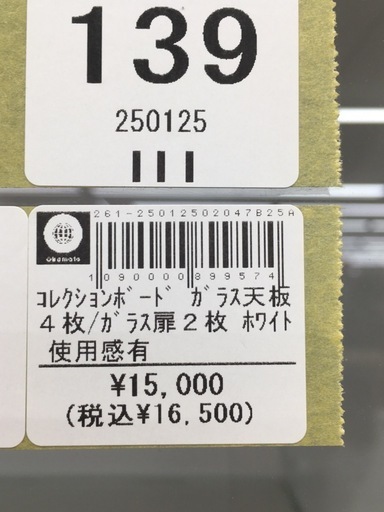 139
250125
III
261-25012502047B25A
Okamoto
1090000899574
ｺﾚｸｼｮﾝﾎﾞｰﾄﾞ ｶﾞﾗｽ天板
４枚/ｶﾞﾗｽ扉２枚 ﾎﾜｲﾄ
使用感有
¥15,000
(税込¥16,500)